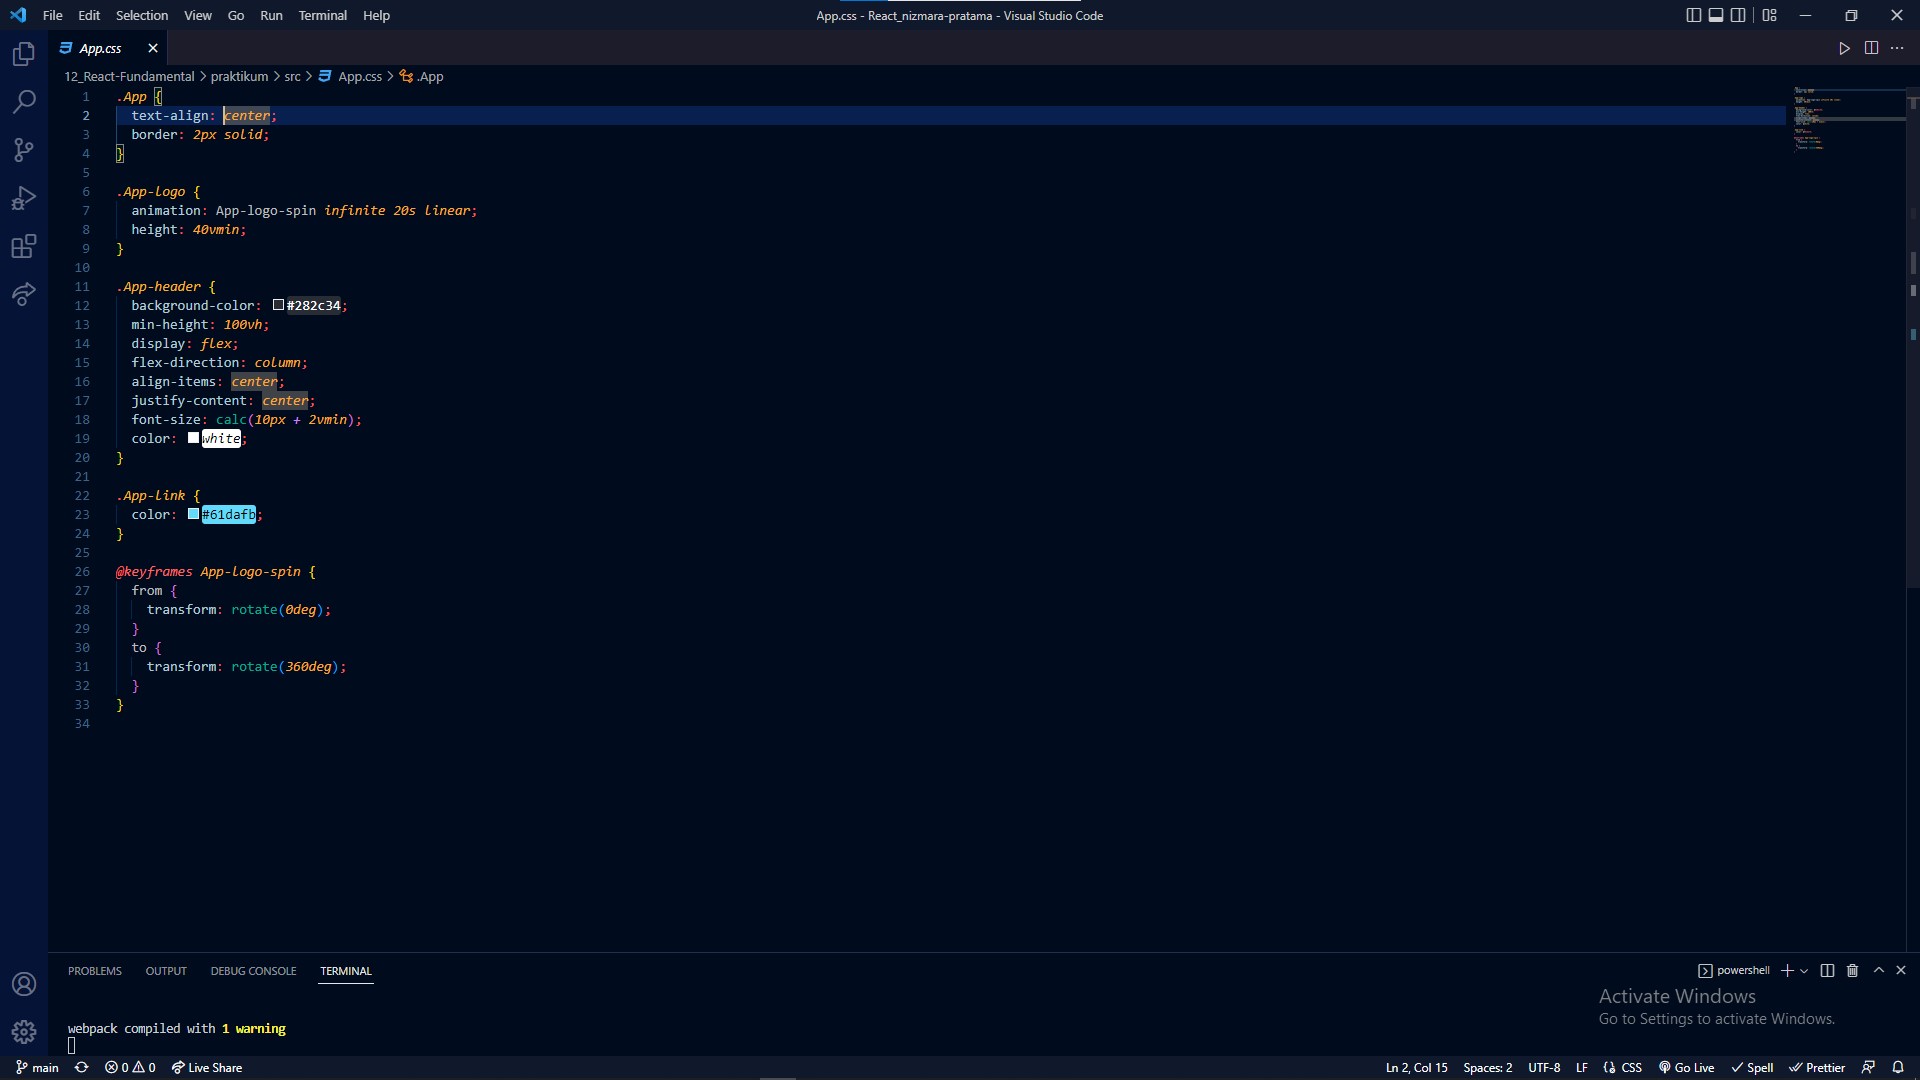 File Edit Selection View Go Run Terminal Help
App.css - React_nizmara-pratama - Visual Studio Code
App.css
12_React-Fundamental > praktikum > src > App.css > .App
1 .App {
2 text-align: center;
3 border: 2px solid;
4 }
5
6 .App-logo {
7 animation: App-logo-spin infinite 20s linear;
8 height: 40vmin;
9 }
10
11 .App-header {
12 background-color: #282c34;
13 min-height: 100vh;
14 display: flex;
15 flex-direction: column;
16 align-items: center;
17 justify-content: center;
18 font-size: calc(10px + 2vmin);
19 color: white;
20 }
21
22 .App-link {
23 color: #61dafb;
24 }
25
26 @keyframes App-logo-spin {
27 from {
28 transform: rotate(0deg);
29 }
30 to {
31 transform: rotate(360deg);
32 }
33 }
34
PROBLEMS OUTPUT DEBUG CONSOLE TERMINAL
powershell
Activate Windows
Go to Settings to activate Windows.
webpack compiled with 1 warning
main 0 0 Live Share
Ln 2, Col 15 Spaces: 2 UTF-8 LF CSS Go Live Spell Prettier